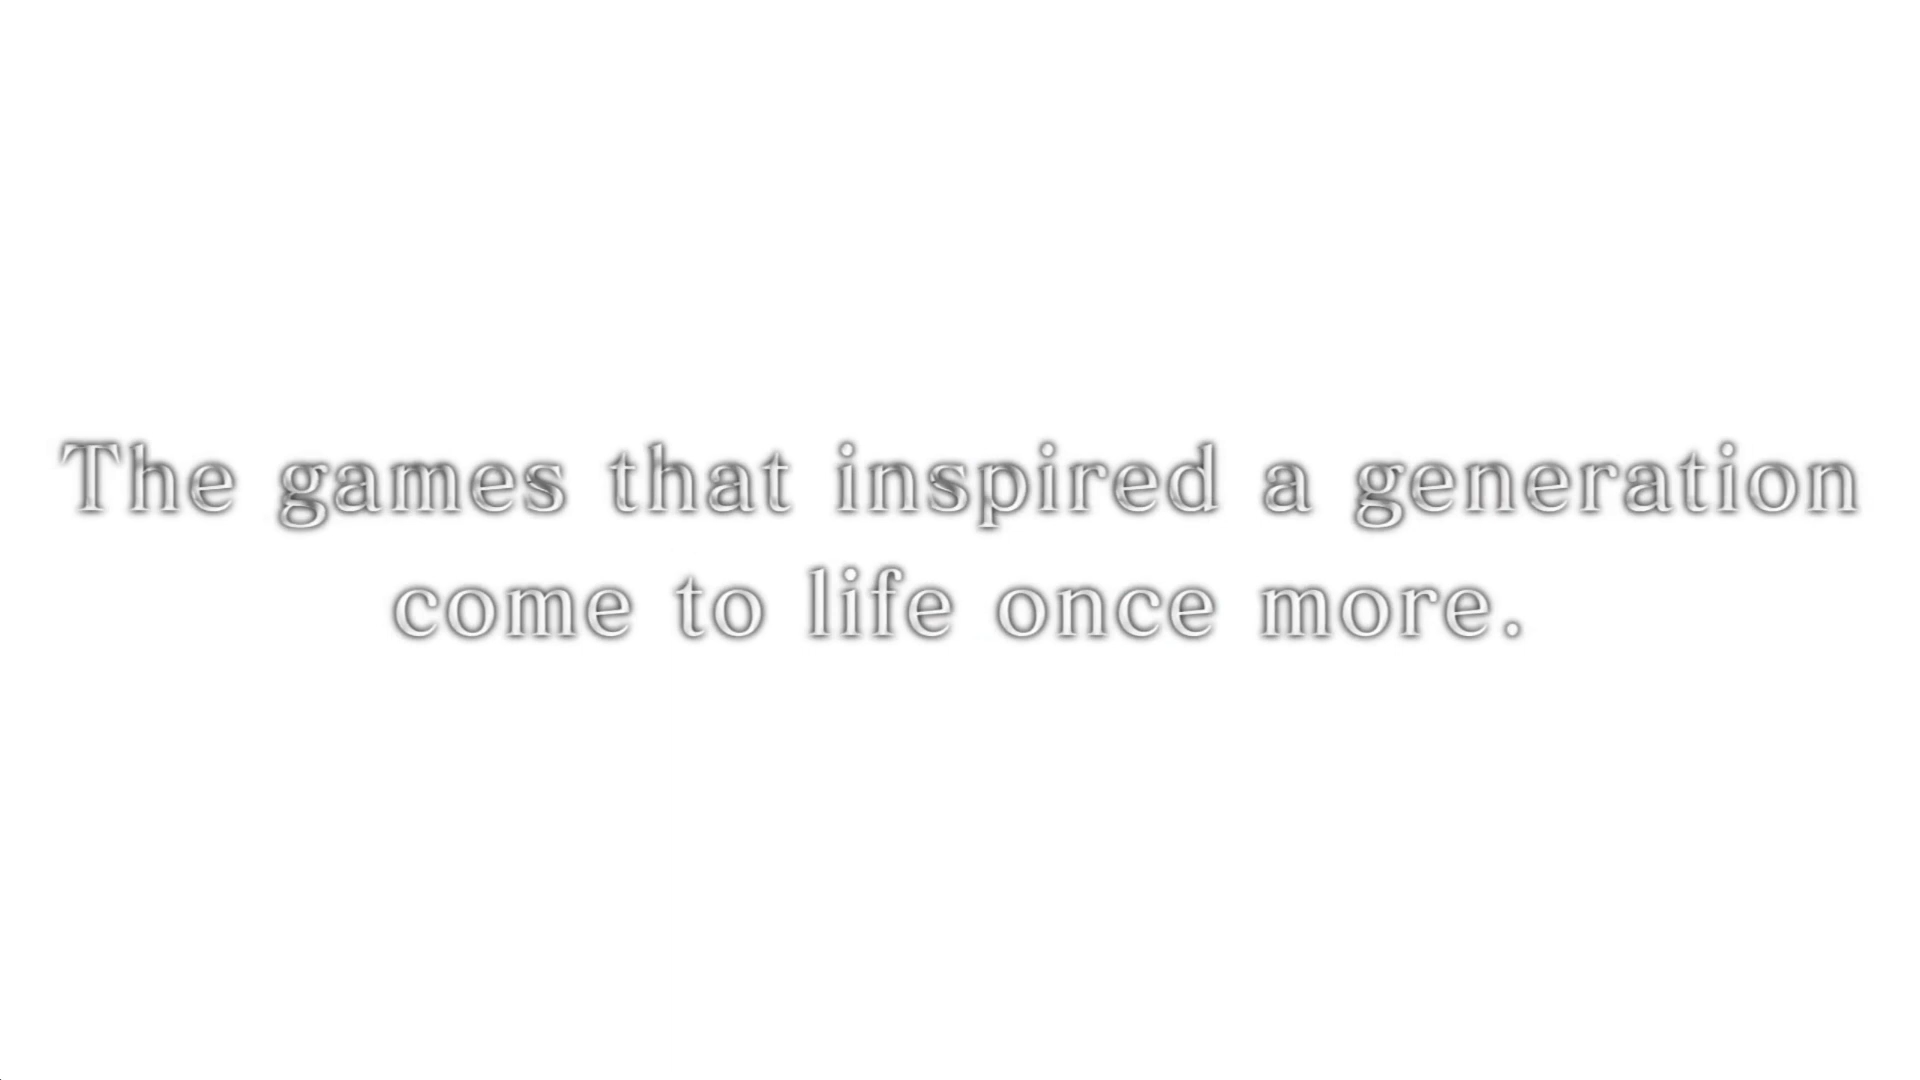 The games that inspired a generation
come to life once more.